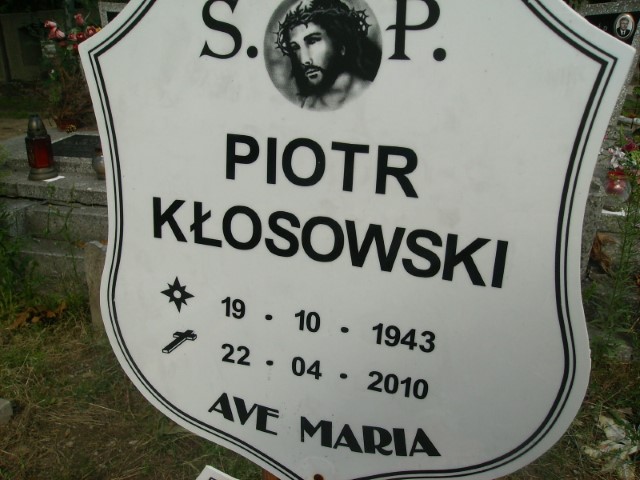 Ś. P.
PIOTR
KŁOSOWSKI
19 - 10 - 1943
22 - 04 - 2010
AVE MARIA